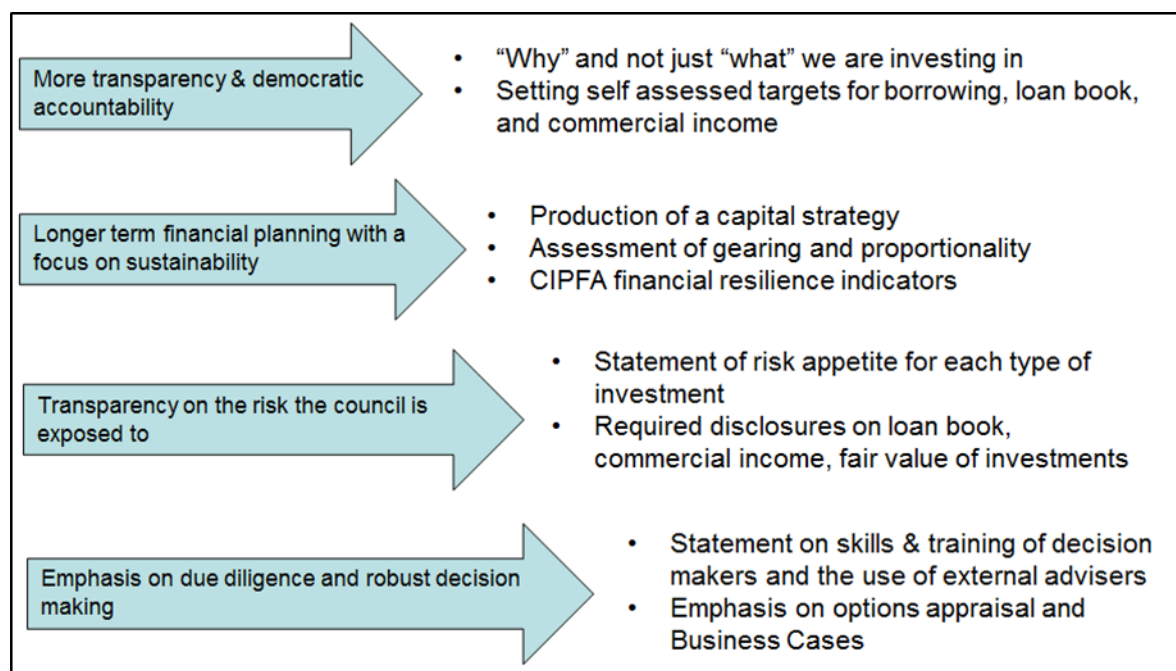 More transparency & democratic
accountability
• “Why” and not just “what” we are investing in
• Setting self assessed targets for borrowing, loan book,
and commercial income
Longer term financial planning with a
focus on sustainability
• Production of a capital strategy
• Assessment of gearing and proportionality
• CIPFA financial resilience indicators
Transparency on the risk the council is
exposed to
• Statement of risk appetite for each type of
investment
• Required disclosures on loan book,
commercial income, fair value of investments
Emphasis on due diligence and robust decision
making
• Statement on skills & training of decision
makers and the use of external advisers
• Emphasis on options appraisal and
Business Cases